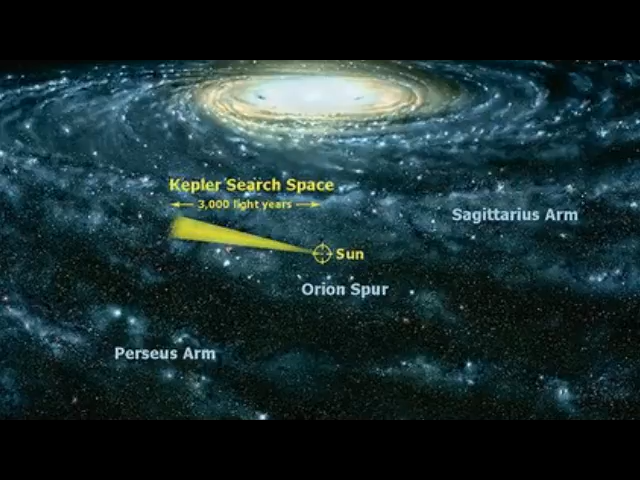 Kepler Search Space
3,000 light years
Sagittarius Arm
Sun
Orion Spur
Perseus Arm